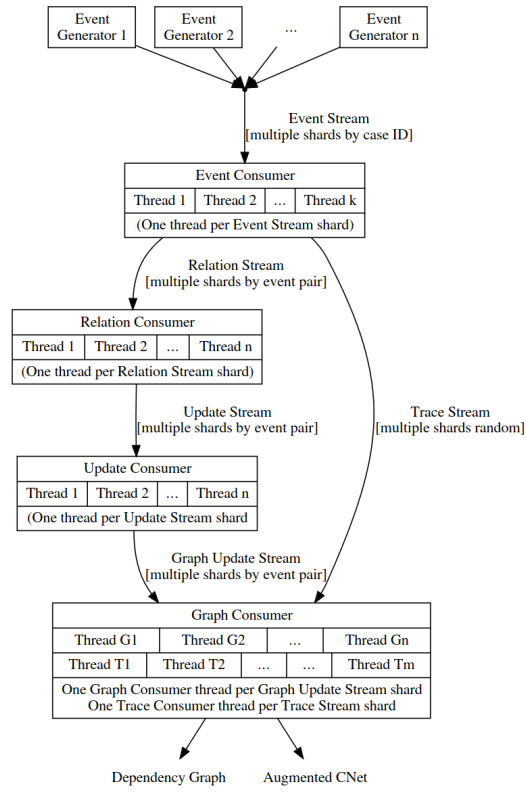 Event
Generator 1
Event
Generator 2
...
Event
Generator n
Event Stream
[multiple shards by case ID]
Event Consumer
Thread 1 Thread 2 ... Thread k
(One thread per Event Stream shard)
Relation Stream
[multiple shards by event pair]
Relation Consumer
Thread 1 Thread 2 ... Thread n
(One thread per Relation Stream shard)
Update Stream
[multiple shards by event pair]
Trace Stream
[multiple shards random]
Update Consumer
Thread 1 Thread 2 ... Thread n
(One thread per Update Stream shard
Graph Update Stream
[multiple shards by event pair]
Graph Consumer
Thread G1 Thread G2 ... Thread Gn
Thread T1 Thread T2 ... ... Thread Tm
One Graph Consumer thread per Graph Update Stream shard
One Trace Consumer thread per Trace Stream shard
Dependency Graph
Augmented CNet